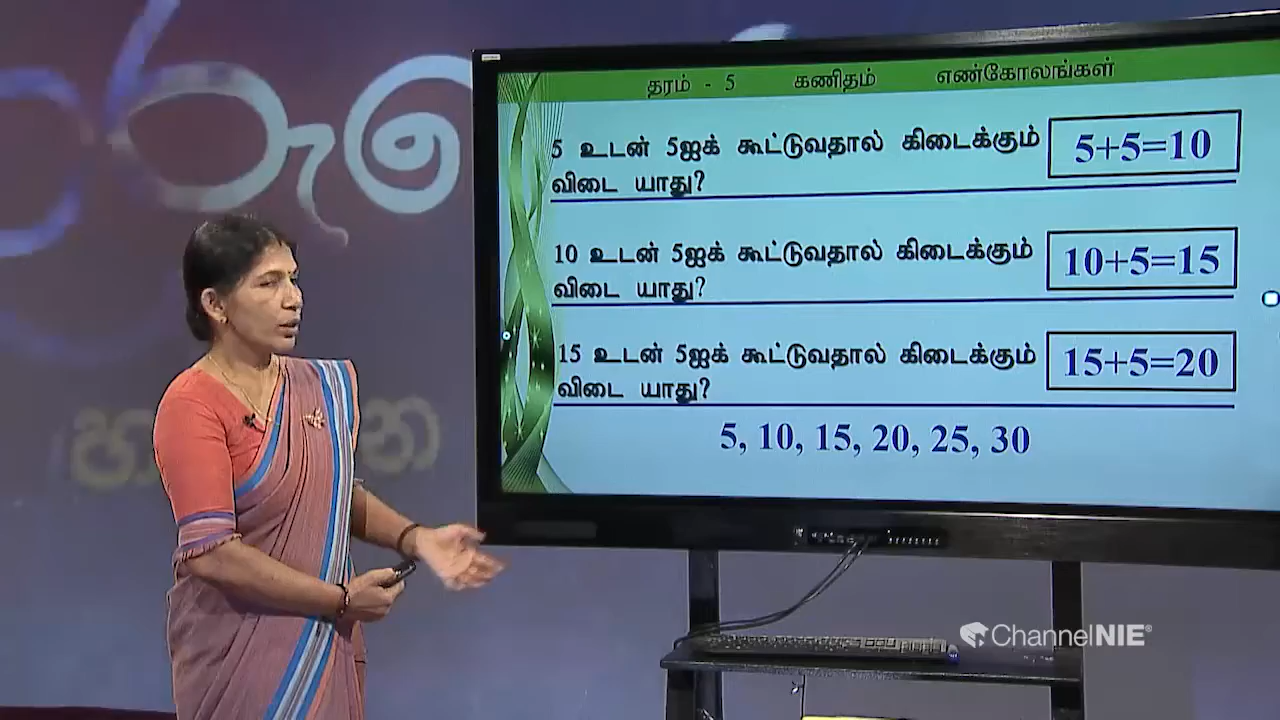 தரம் - 5 கணிதம் எண்கோலங்கள்
5 உடன் 5ஐக் கூட்டுவதால் கிடைக்கும்
விடை யாது?
5+5=10
10 உடன் 5ஐக் கூட்டுவதால் கிடைக்கும்
விடை யாது?
10+5=15
15 உடன் 5ஐக் கூட்டுவதால் கிடைக்கும்
விடை யாது?
15+5=20
5, 10, 15, 20, 25, 30
ChannelNIE®